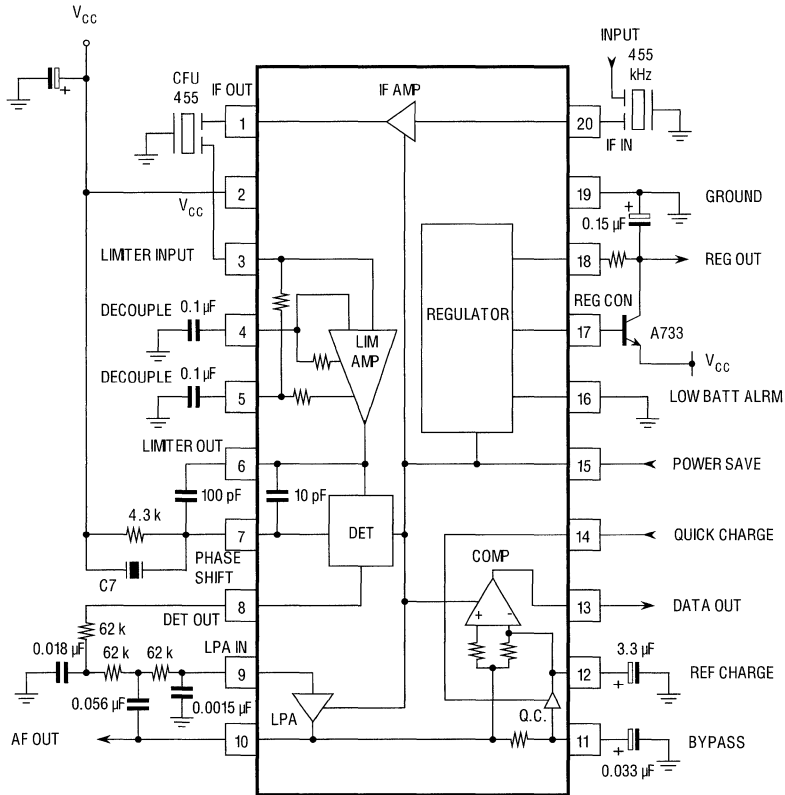 VCC
INPUT
CFU
455
IF OUT
IF AMP
455
kHz
1
20
IF IN
2
VCC
19
GROUND
+
0.15 µF
LIMITER INPUT
3
18
REG OUT
REG CON
REGULATOR
DECOUPLE 0.1 µF
4
LIM
AMP
17
A733
VCC
DECOUPLE 0.1 µF
5
16
LOW BATT ALRM
LIMITER OUT
6
15
POWER SAVE
100 pF
10 pF
4.3 k
7
DET
14
QUICK CHARGE
C7
PHASE
SHIFT
COMP
+ -
8
DET OUT
13
DATA OUT
62 k
0.018 µF
62 k
62 k
LPA IN
9
3.3 µF
12
+
REF CHARGE
0.056 µF
0.0015 µF
LPA
Q.C.
AF OUT
10
11
+
BYPASS
0.033 µF
+